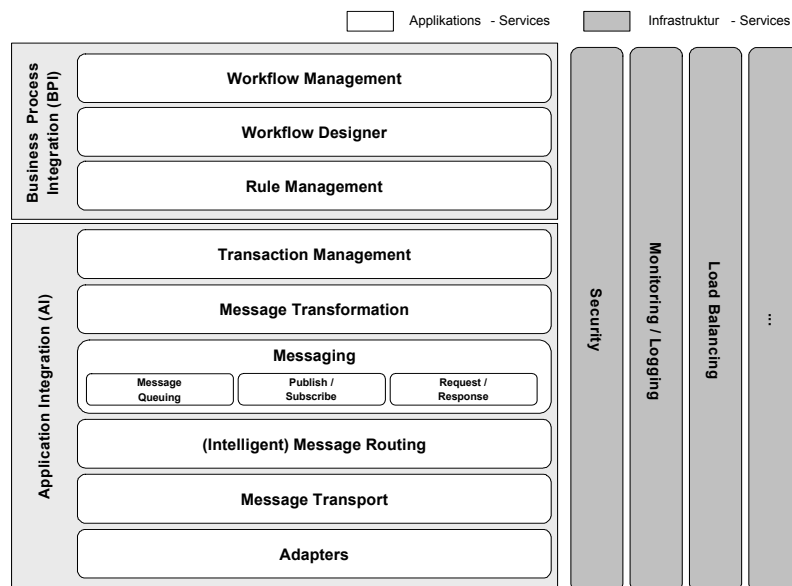 Applikations - Services
Infrastruktur - Services
Business Process
Integration (BPI)
Workflow Management
Workflow Designer
Rule Management
Application Integration (AI)
Transaction Management
Message Transformation
Messaging
Message
Queuing
Publish /
Subscribe
Request /
Response
(Intelligent) Message Routing
Message Transport
Adapters
Security
Monitoring / Logging
Load Balancing
...